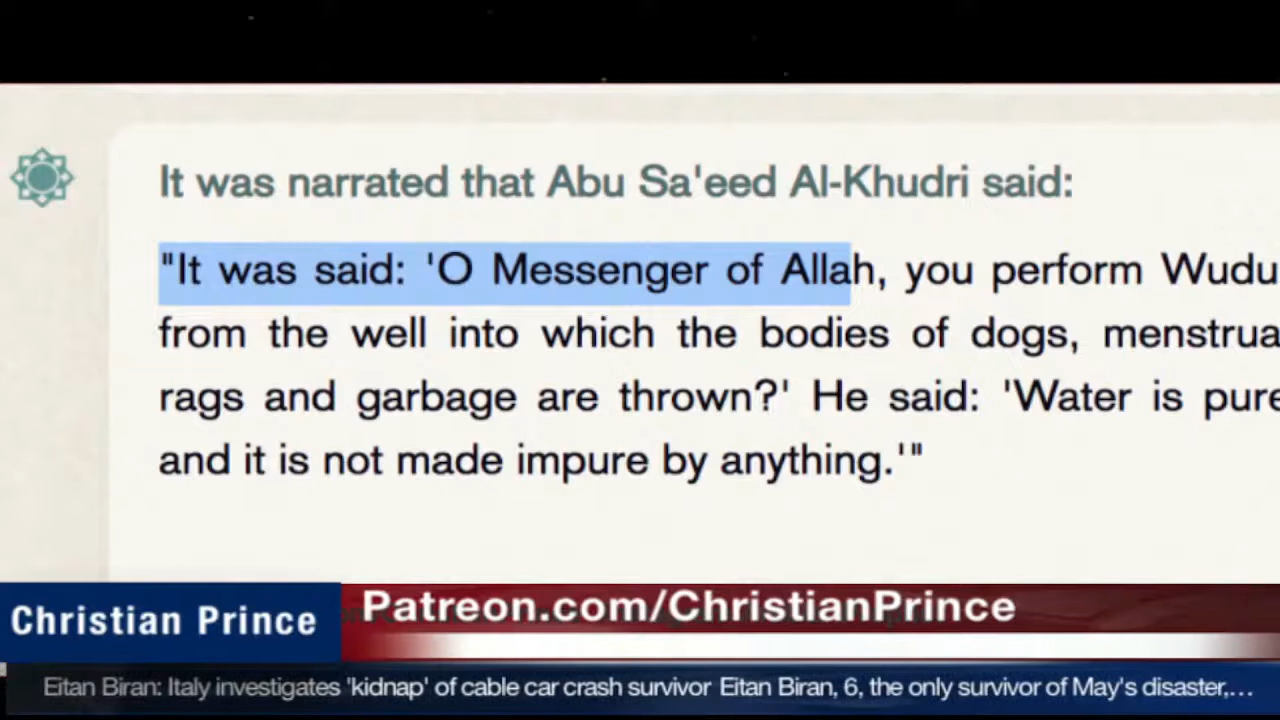 It was narrated that Abu Sa'eed Al-Khudri said:
"It was said: 'O Messenger of Allah, you perform Wudu
from the well into which the bodies of dogs, menstrua
rags and garbage are thrown?' He said: 'Water is pure
and it is not made impure by anything.'"
Christian Prince
Patreon.com/ChristianPrince
Eitan Biran: Italy investigates 'kidnap' of cable car crash survivor Eitan Biran, 6, the only survivor of May's disaster,...